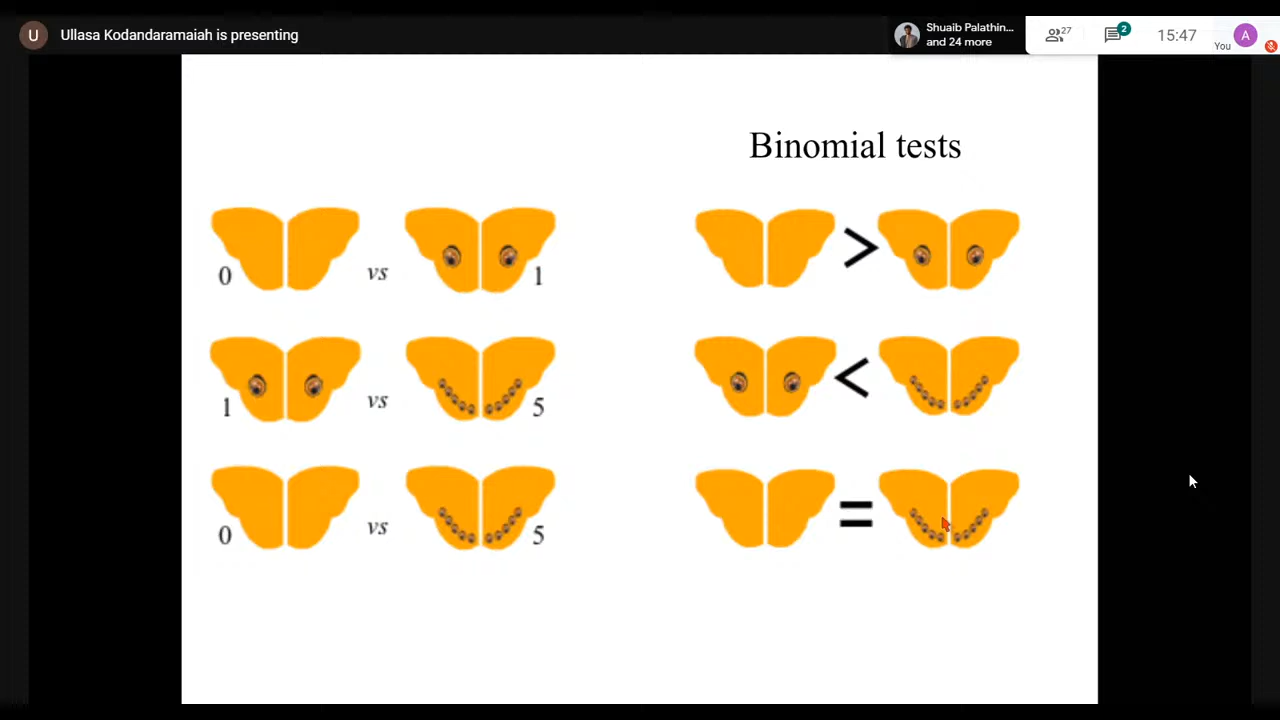 U Ullasa Kodandaramaiah is presenting
Shuaib Palathin...
and 24 more
27
2
15:47
You A
Binomial tests
0 vs 1
>
1 vs 5
<
0 vs 5
=